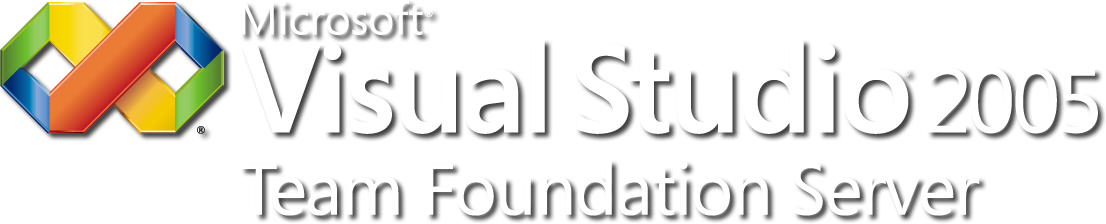 Microsoft®
Visual Studio® 2005
Team Foundation Server
®